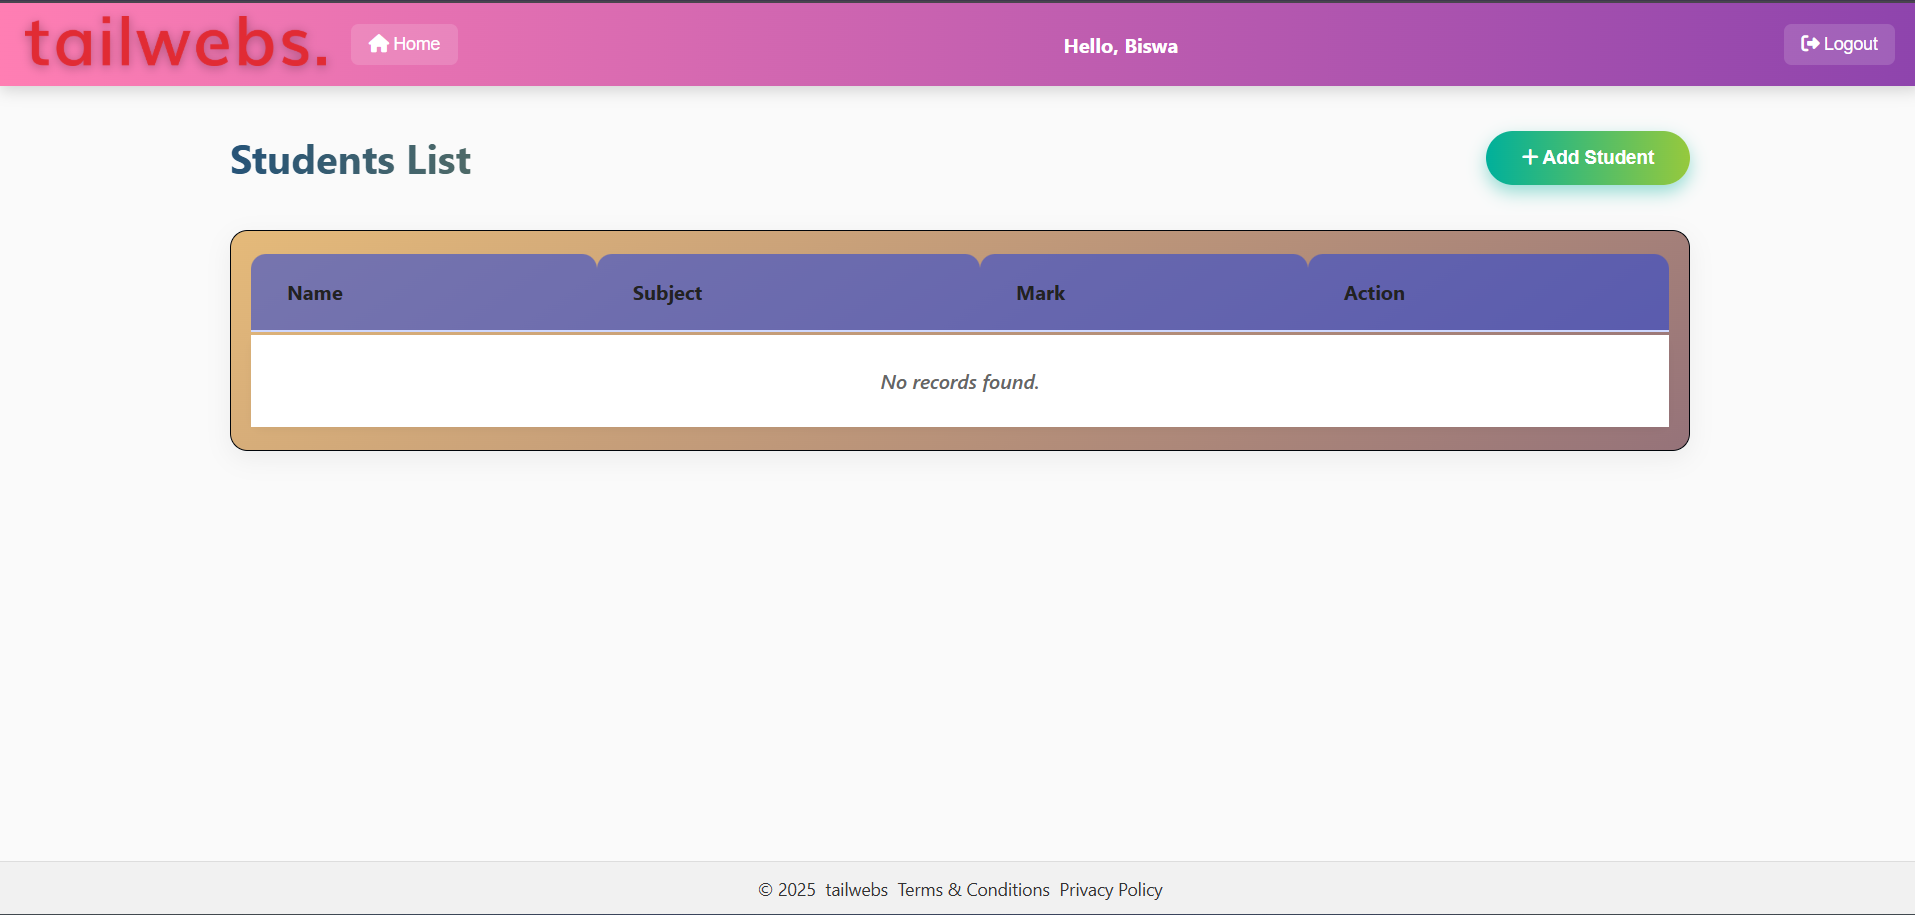 tailwebs. Home Hello, Biswa Logout
Students List + Add Student
Name Subject Mark Action
No records found.
© 2025 tailwebs Terms & Conditions Privacy Policy